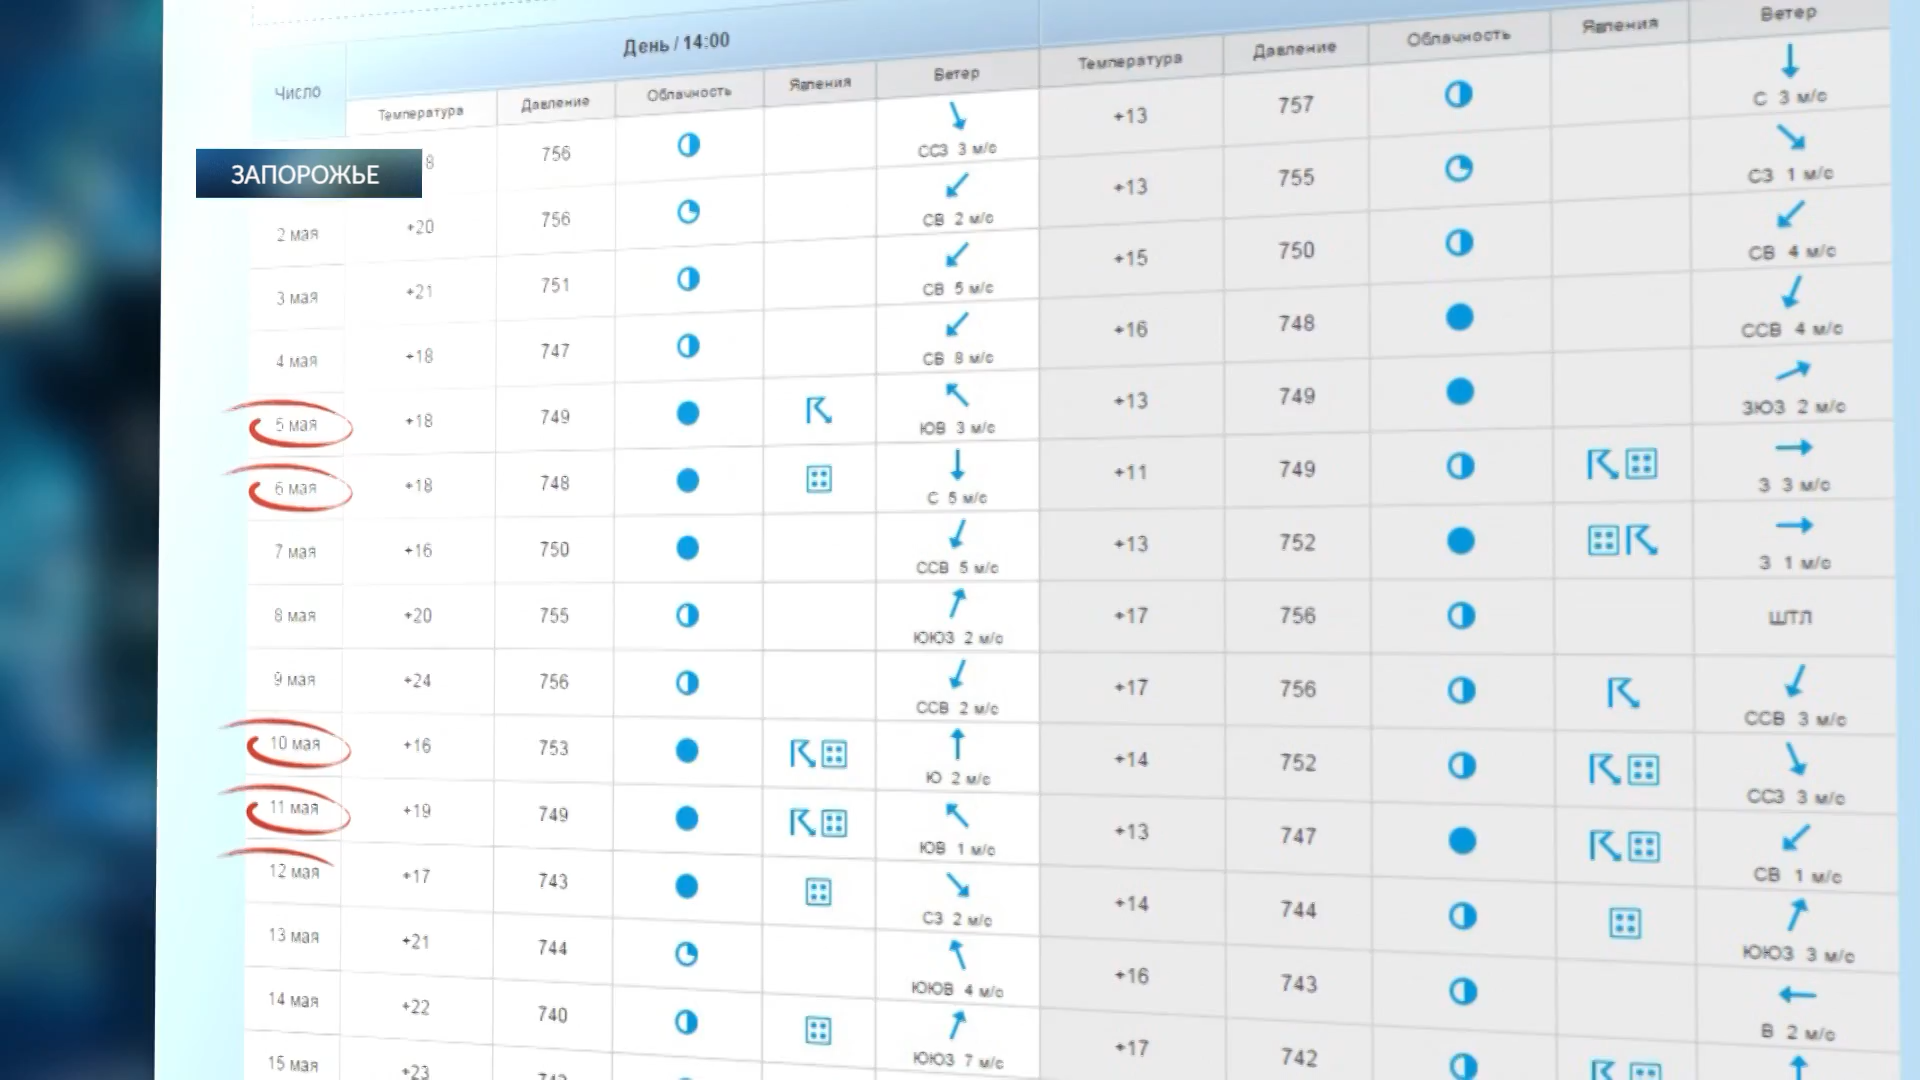 День / 14:00
Число Температура Давление Облачность Явления Ветер Температура Давление Облачность Явления Ветер
ЗАПОРОЖЬЕ
8 756 ССЗ 3 м/с +13 757 С 3 м/с
2 мая +20 756 СВ 2 м/с +13 755 СЗ 1 м/с
3 мая +21 751 СВ 5 м/с +15 750 СВ 4 м/с
4 мая +18 747 СВ 8 м/с +16 748 ССВ 4 м/с
5 мая +18 749 ЮВ 3 м/с +13 749 ЗЮЗ 2 м/с
6 мая +18 748 С 5 м/с +11 749 З 3 м/с
7 мая +16 750 ССВ 5 м/с +13 752 З 1 м/с
8 мая +20 755 ЮЮЗ 2 м/с +17 756 ШТЛ
9 мая +24 756 ССВ 2 м/с +17 756 ССВ 3 м/с
10 мая +16 753 Ю 2 м/с +14 752 ССЗ 3 м/с
11 мая +19 749 ЮВ 1 м/с +13 747 СВ 1 м/с
12 мая +17 743 СЗ 2 м/с +14 744 ЮЮЗ 3 м/с
13 мая +21 744 ЮЮВ 4 м/с +16 743 В 2 м/с
14 мая +22 740 ЮЮЗ 7 м/с +17 742
15 мая +23